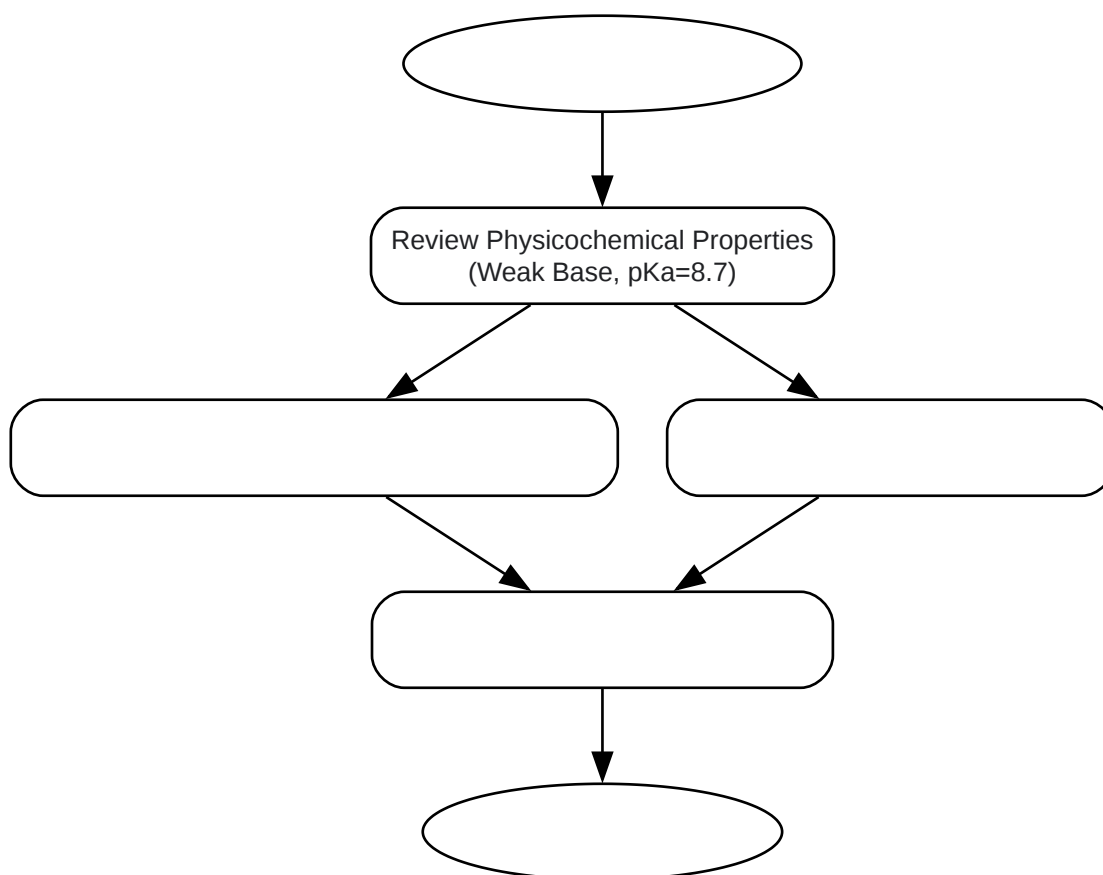 Review Physicochemical Properties
(Weak Base, pKa=8.7)